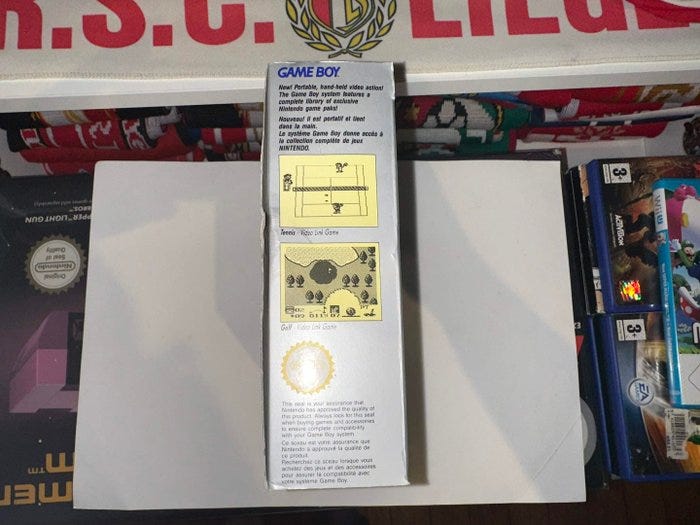 R.S.C.
LIEGE
GAME BOY
New! Portable, hand-held video action!
The Game Boy system features a
complete library of exclusive
Nintendo game paks!
Nouveau! Il est portatif et tient
dans la main.
Le système Game Boy donne accès à
la collection complète de jeux
NINTENDO.
Tennis - Video Link Game
Golf - Video Link Game
This seal is your assurance that
Nintendo has approved the quality of
this product. Always look for this seal
when buying games and accessories
to ensure complete compatibility
with your Game Boy system.
Ce sceau est votre assurance que
Nintendo a approuvé la qualité de
ce produit.
Recherchez ce sceau lorsque vous
achetez des jeux et des accessoires
pour assurer la compatibilité avec
votre système Game Boy.
PPER" LIGHT GUN
Original
Nintendo
Seal of
Quality
3+
ACTIVISION
Wii U
3+
EA